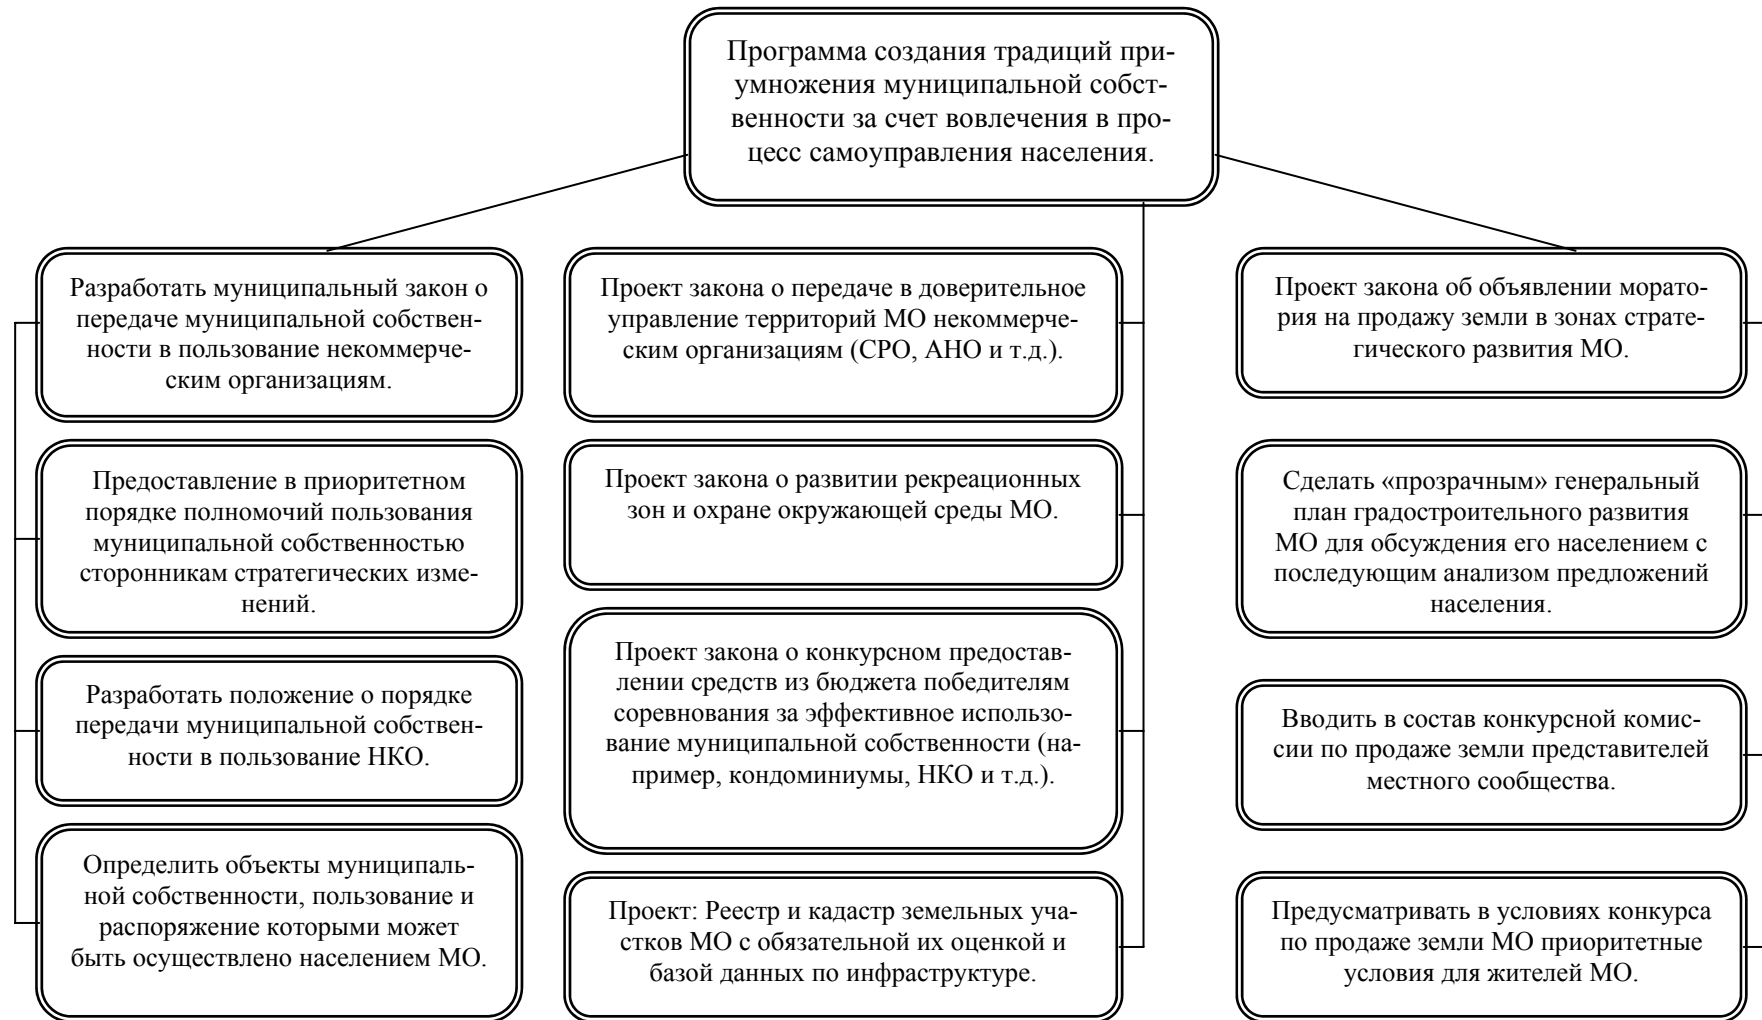 Программа создания традиций при-
умножения муниципальной собст-
венности за счет вовлечения в про-
цесс самоуправления населения.
Разработать муниципальный закон о
передаче муниципальной собствен-
ности в пользование некоммерче-
ским организациям.
Предоставление в приоритетном
порядке полномочий пользования
муниципальной собственностью
сторонникам стратегических изме-
нений.
Разработать положение о порядке
передачи муниципальной собствен-
ности в пользование НКО.
Определить объекты муниципаль-
ной собственности, пользование и
распоряжение которыми может
быть осуществлено населением МО.
Проект закона о передаче в доверительное
управление территорий МО некоммерче-
ским организациям (СРО, АНО и т.д.).
Проект закона о развитии рекреационных
зон и охране окружающей среды МО.
Проект закона о конкурсном предостав-
лении средств из бюджета победителям
соревнования за эффективное использо-
вание муниципальной собственности (на-
пример, кондоминиумы, НКО и т.д.).
Проект: Реестр и кадастр земельных уча-
стков МО с обязательной их оценкой и
базой данных по инфраструктуре.
Проект закона об объявлении морато-
рия на продажу земли в зонах страте-
гического развития МО.
Сделать «прозрачным» генеральный
план градостроительного развития
МО для обсуждения его населением с
последующим анализом предложений
населения.
Вводить в состав конкурсной комис-
сии по продаже земли представителей
местного сообщества.
Предусматривать в условиях конкурса
по продаже земли МО приоритетные
условия для жителей МО.